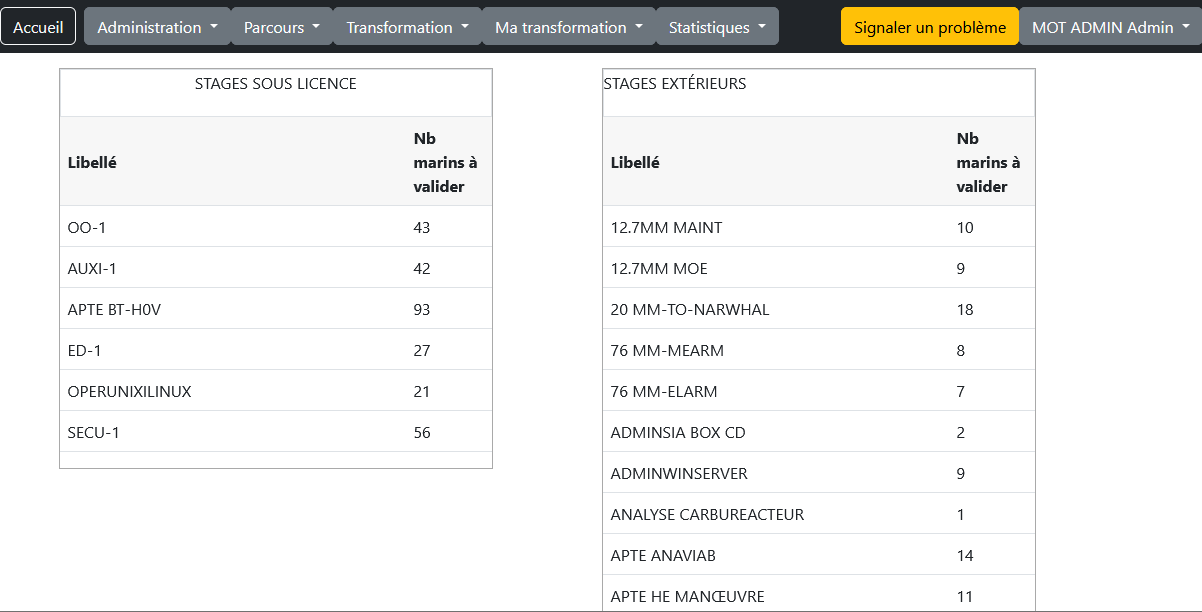 Accueil Administration Parcours Transformation Ma transformation Statistiques Signaler un problème MOT ADMIN Admin
STAGES SOUS LICENCE
Libellé Nb marins à valider
OO-1 43
AUXI-1 42
APTE BT-H0V 93
ED-1 27
OPERUNIXILINUX 21
SECU-1 56
STAGES EXTÉRIEURS
Libellé Nb marins à valider
12.7MM MAINT 10
12.7MM MOE 9
20 MM-TO-NARWHAL 18
76 MM-MEARM 8
76 MM-ELARM 7
ADMINSIA BOX CD 2
ADMINWINSERVER 9
ANALYSE CARBUREACTEUR 1
APTE ANAVIAB 14
APTE HE MANŒUVRE 11